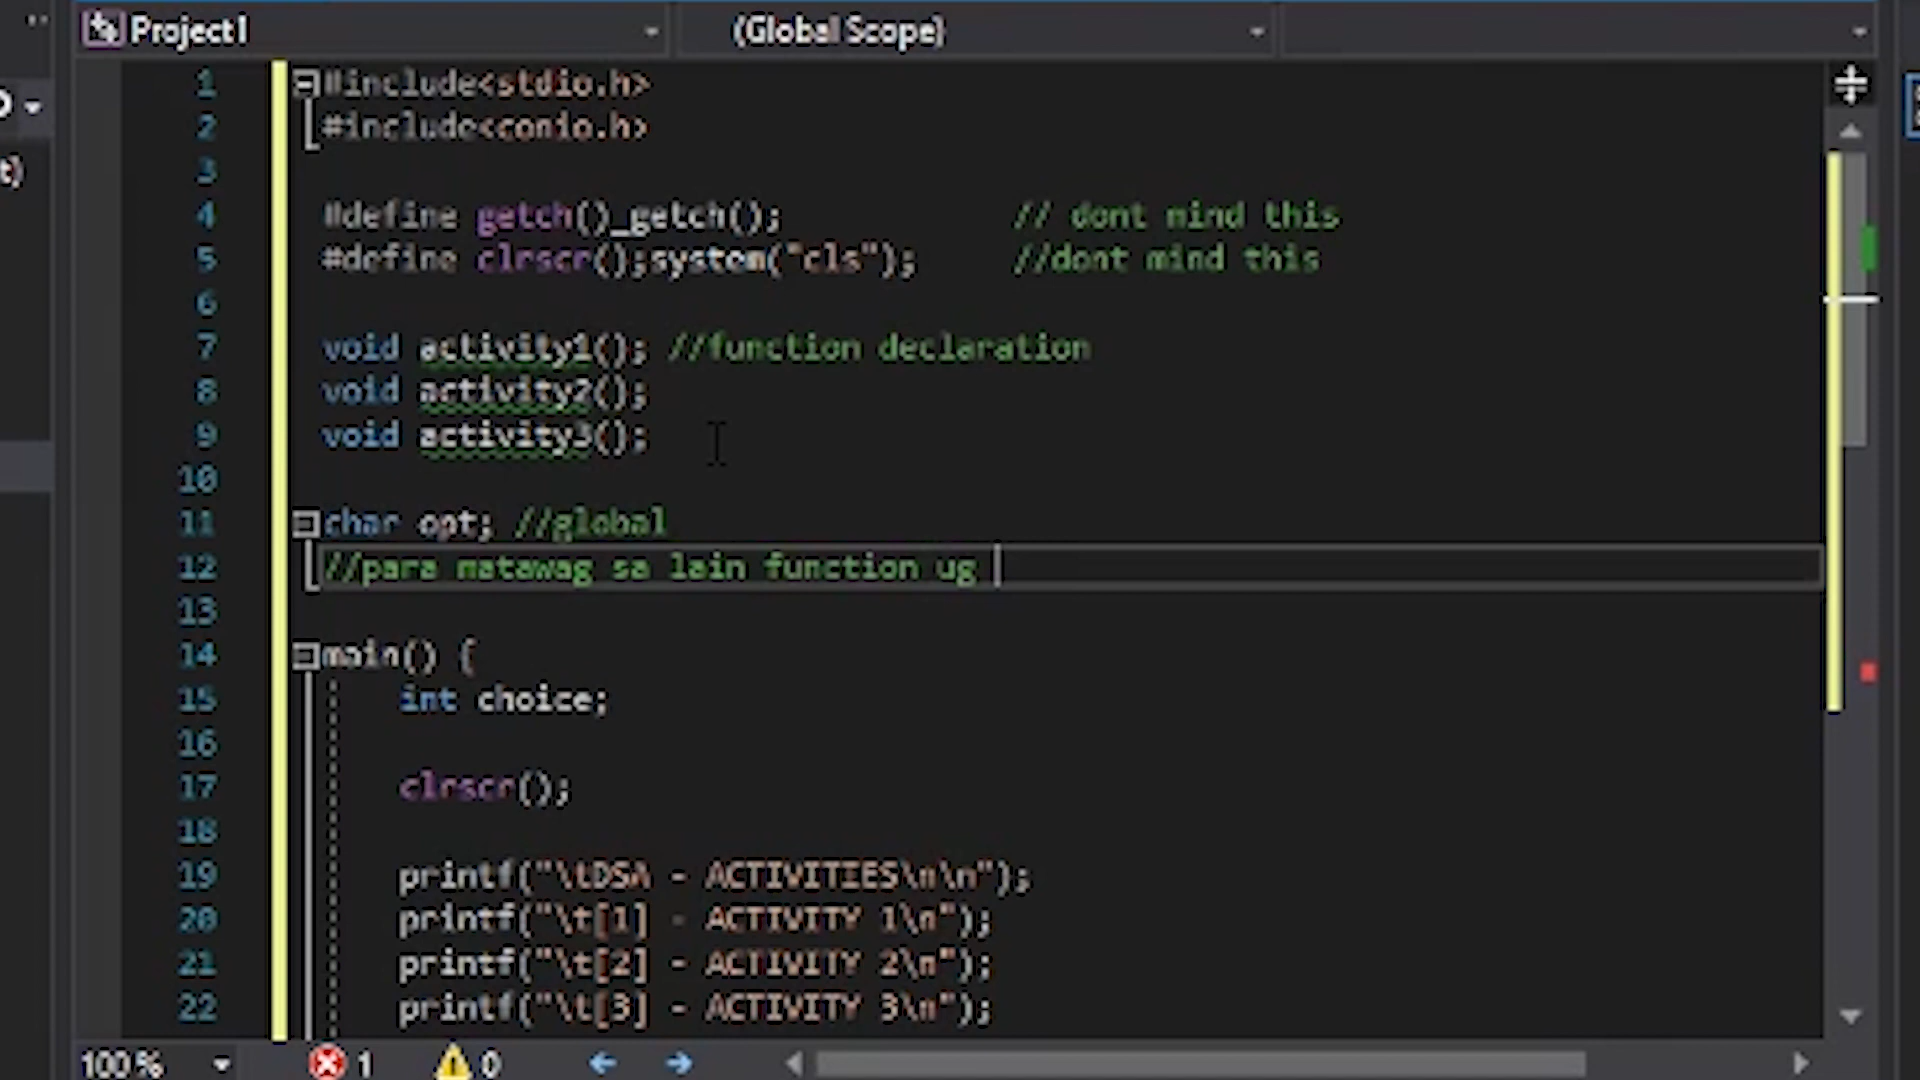 Project1
(Global Scope)
t)
1 #include<stdio.h>
2 #include<conio.h>
3
4 #define getch()_getch(); // dont mind this
5 #define clrscr();system("cls"); //dont mind this
6
7 void activity1(); //function declaration
8 void activity2();
9 void activity3();
10
11 char opt; //global
12 //para matawag sa lain function ug
13
14 main() {
15 int choice;
16
17 clrscr();
18
19 printf("\tDSA - ACTIVITIES\n\n");
20 printf("\t[1] - ACTIVITY 1\n");
21 printf("\t[2] - ACTIVITY 2\n");
22 printf("\t[3] - ACTIVITY 3\n");
100 % 1 0